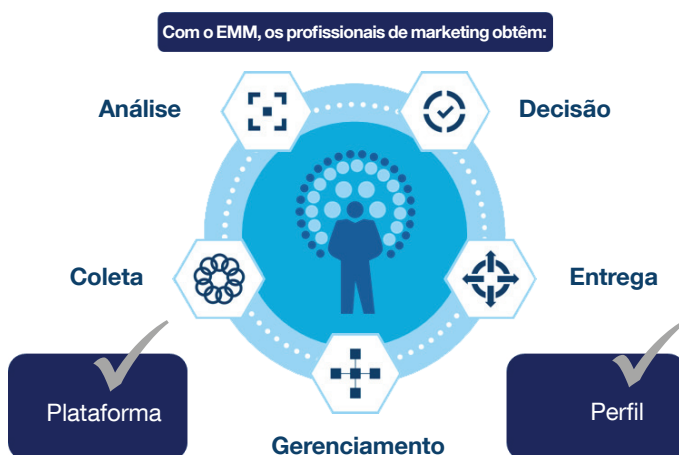 Com o EMM, os profissionais de marketing obtêm:
Análise
Decisão
Coleta
Entrega
Plataforma
Perfil
Gerenciamento